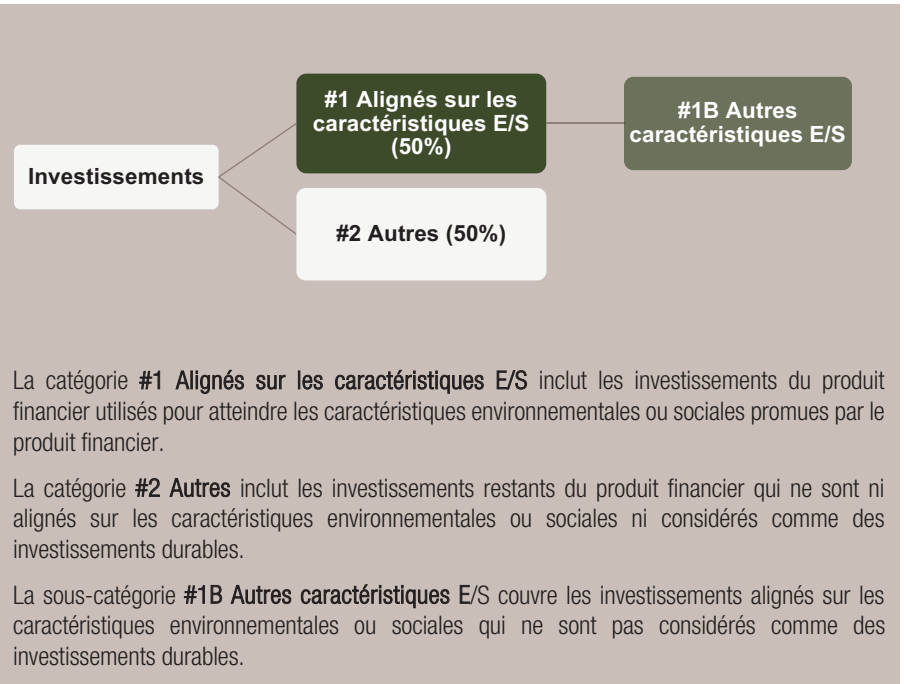 #1 Alignés sur les
caractéristiques E/S
(50%)
#1B Autres
caractéristiques E/S
Investissements
#2 Autres (50%)
La catégorie #1 Alignés sur les caractéristiques E/S inclut les investissements du produit
financier utilisés pour atteindre les caractéristiques environnementales ou sociales promues par le
produit financier.
La catégorie #2 Autres inclut les investissements restants du produit financier qui ne sont ni
alignés sur les caractéristiques environnementales ou sociales ni considérés comme des
investissements durables.
La sous-catégorie #1B Autres caractéristiques E/S couvre les investissements alignés sur les
caractéristiques environnementales ou sociales qui ne sont pas considérés comme des
investissements durables.